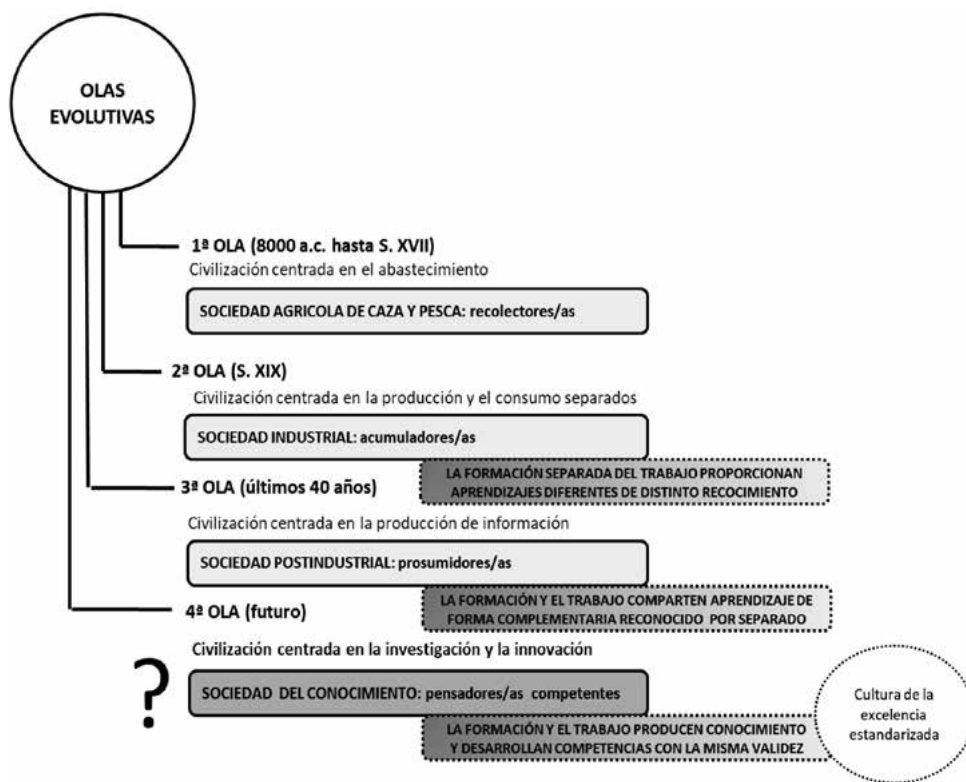 OLAS
EVOLUTIVAS
1ª OLA (8000 a.c. hasta S. XVII)
Civilización centrada en el abastecimiento
SOCIEDAD AGRICOLA DE CAZA Y PESCA: recolectores/as
2ª OLA (S. XIX)
Civilización centrada en la producción y el consumo separados
SOCIEDAD INDUSTRIAL: acumuladores/as
LA FORMACIÓN SEPARADA DEL TRABAJO PROPORCIONAN
APRENDIZAJES DIFERENTES DE DISTINTO RECOCIMIENTO
3ª OLA (últimos 40 años)
Civilización centrada en la producción de información
SOCIEDAD POSTINDUSTRIAL: prosumidores/as
LA FORMACIÓN Y EL TRABAJO COMPARTEN APRENDIZAJE DE
FORMA COMPLEMENTARIA RECONOCIDO POR SEPARADO
4ª OLA (futuro)
Civilización centrada en la investigación y la innovación
?
SOCIEDAD DEL CONOCIMIENTO: pensadores/as competentes
LA FORMACIÓN Y EL TRABAJO PRODUCEN CONOCIMIENTO
Y DESARROLLAN COMPETENCIAS CON LA MISMA VALIDEZ
Cultura de la
excelencia
estandarizada